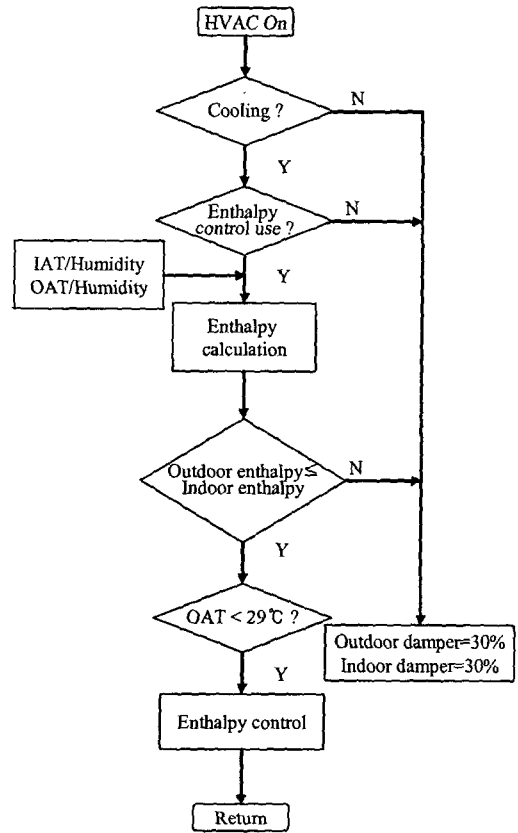 HVAC On
Cooling ?
N
Y
Enthalpy
control use ?
N
IAT/Humidity
OAT/Humidity
Y
Enthalpy
calculation
Outdoor enthalpy≤
Indoor enthalpy
N
Y
OAT < 29℃ ?
Outdoor damper=30%
Indoor damper=30%
Y
Enthalpy control
Return